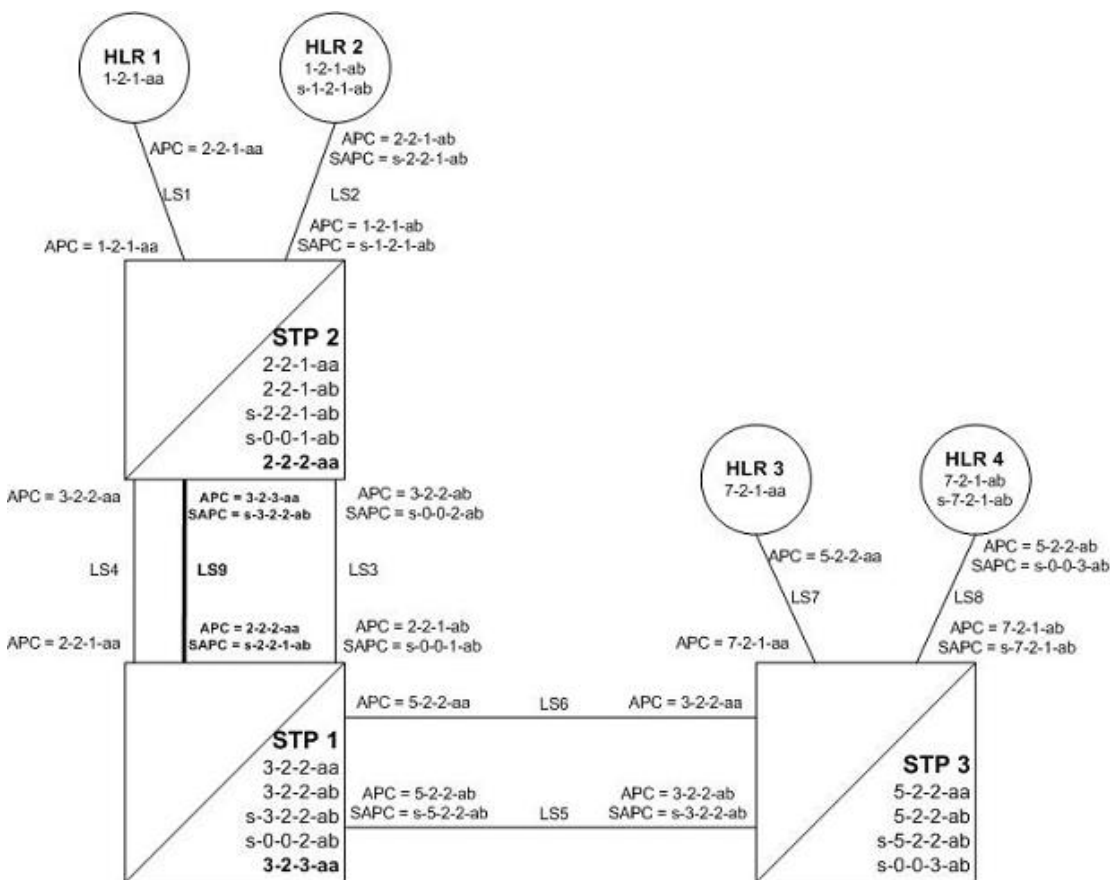 HLR 1
1-2-1-aa
HLR 2
1-2-1-ab
s-1-2-1-ab
APC = 2-2-1-aa
APC = 2-2-1-ab
SAPC = s-2-2-1-ab
LS1
LS2
APC = 1-2-1-aa
APC = 1-2-1-ab
SAPC = s-1-2-1-ab
STP 2
2-2-1-aa
2-2-1-ab
s-2-2-1-ab
s-0-0-1-ab
2-2-2-aa
HLR 3
7-2-1-aa
HLR 4
7-2-1-ab
s-7-2-1-ab
APC = 3-2-2-aa
APC = 3-2-3-aa
SAPC = s-3-2-2-ab
APC = 3-2-2-ab
SAPC = s-0-0-2-ab
APC = 5-2-2-aa
APC = 5-2-2-ab
SAPC = s-0-0-3-ab
LS4
LS9
LS3
LS7
LS8
APC = 2-2-1-aa
APC = 2-2-2-aa
SAPC = s-2-2-1-ab
APC = 2-2-1-ab
SAPC = s-0-0-1-ab
APC = 7-2-1-aa
APC = 7-2-1-ab
SAPC = s-7-2-1-ab
APC = 5-2-2-aa
LS6
APC = 3-2-2-aa
STP 1
3-2-2-aa
3-2-2-ab
s-3-2-2-ab
s-0-0-2-ab
3-2-3-aa
APC = 5-2-2-ab
SAPC = s-5-2-2-ab
LS5
APC = 3-2-2-ab
SAPC = s-3-2-2-ab
STP 3
5-2-2-aa
5-2-2-ab
s-5-2-2-ab
s-0-0-3-ab